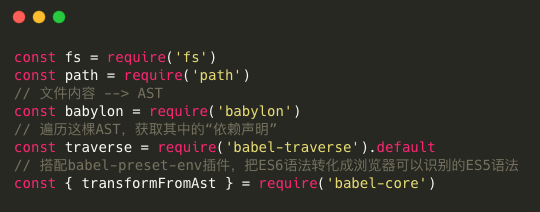 const fs = require('fs')
const path = require('path')
// 文件内容 --> AST
const babylon = require('babylon')
// 遍历这棵AST，获取其中的“依赖声明”
const traverse = require('babel-traverse').default
// 搭配babel-preset-env插件，把ES6语法转化成浏览器可以识别的ES5语法
const { transformFromAst } = require('babel-core')